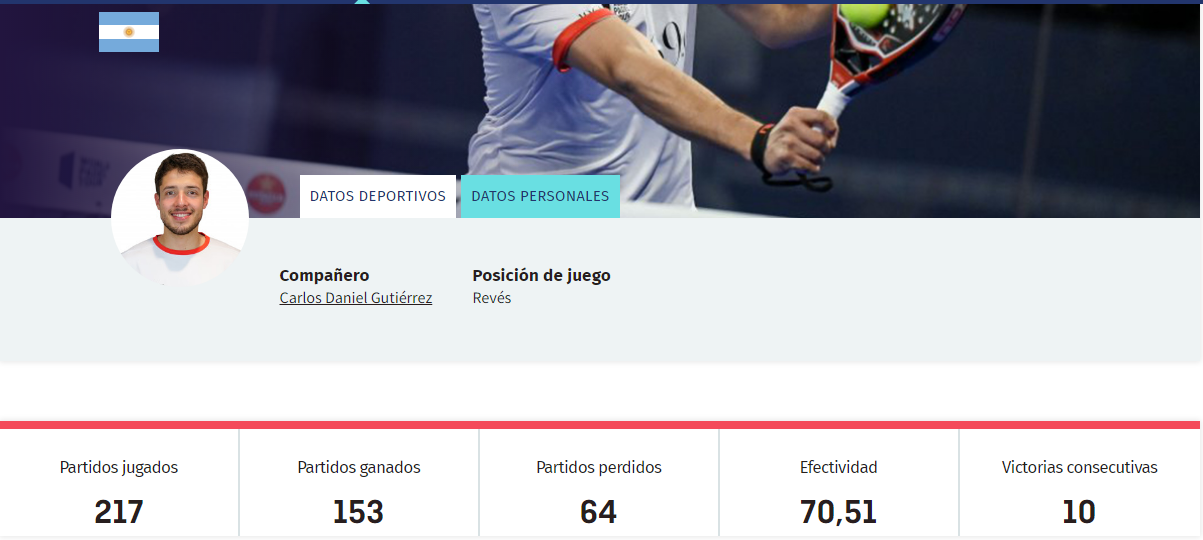 DATOS DEPORTIVOS
DATOS PERSONALES
Compañero
Posición de juego
Carlos Daniel Gutiérrez
Revés
Partidos jugados
Partidos ganados
Partidos perdidos
Efectividad
Victorias consecutivas
217
153
64
70,51
10